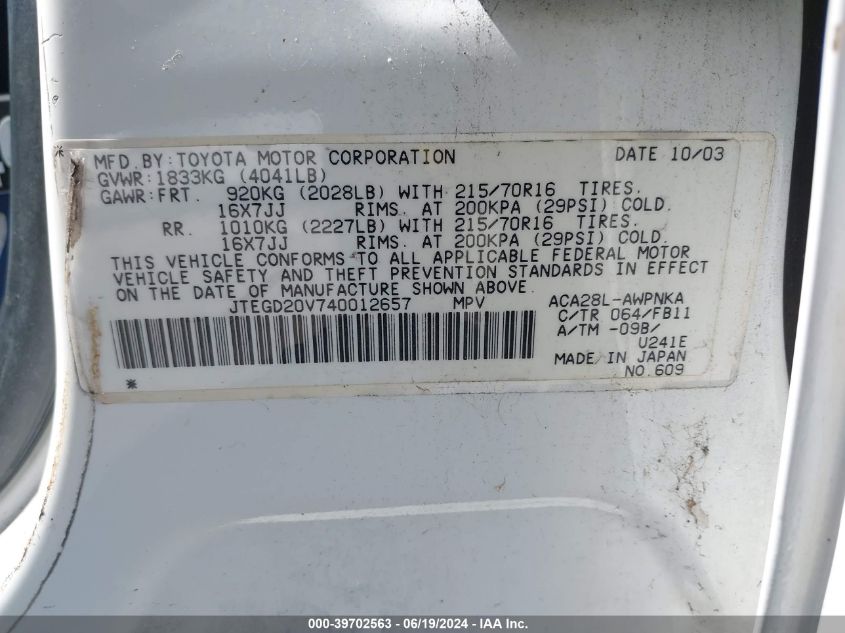 MFD. BY: TOYOTA MOTOR CORPORATION DATE 10/03
GVWR: 1833KG (4041LB)
GAWR: FRT. 920KG (2028LB) WITH 215/70R16 TIRES.
16X7JJ RIMS. AT 200KPA (29PSI) COLD.
RR. 1010KG (2227LB) WITH 215/70R16 TIRES.
16X7JJ RIMS. AT 200KPA (29PSI) COLD.
THIS VEHICLE CONFORMS TO ALL APPLICABLE FEDERAL MOTOR
VEHICLE SAFETY AND THEFT PREVENTION STANDARDS IN EFFECT
ON THE DATE OF MANUFACTURE SHOWN ABOVE.
JTEGD20V740012657 MPV ACA28L-AWPNKA
C/TR 064/FB11
A/TM -09B/
U241E
MADE IN JAPAN
NO.609
000-39702563 - 06/19/2024 - IAA Inc.